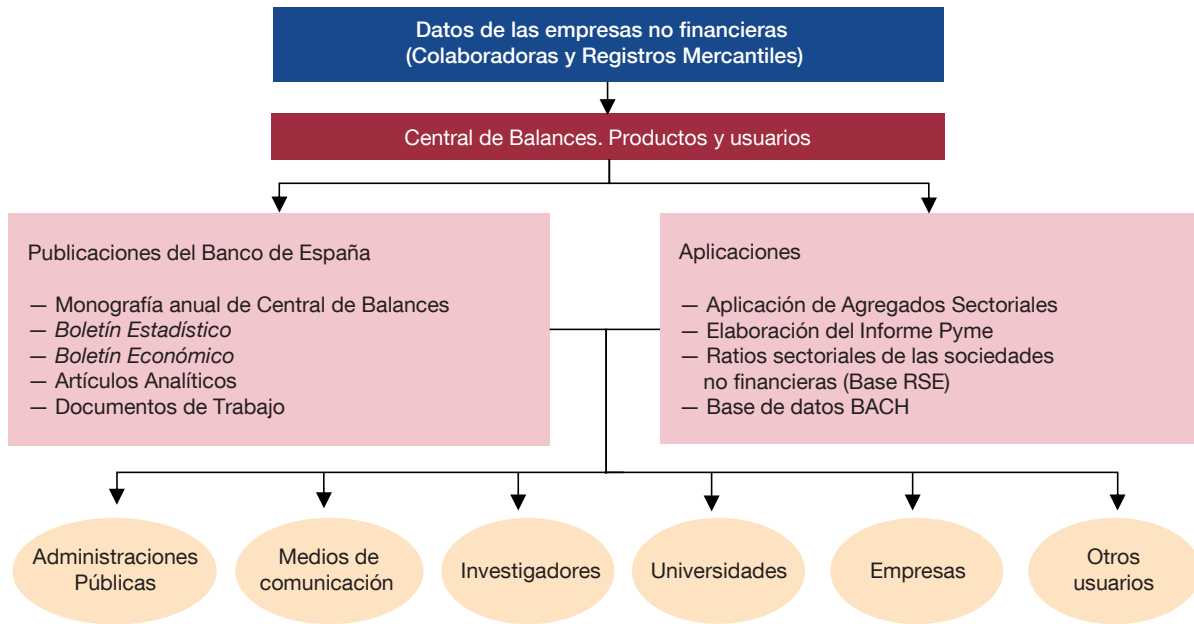 Datos de las empresas no financieras
(Colaboradoras y Registros Mercantiles)
Central de Balances. Productos y usuarios
Publicaciones del Banco de España
— Monografía anual de Central de Balances
— Boletín Estadístico
— Boletín Económico
— Artículos Analíticos
— Documentos de Trabajo
Aplicaciones
— Aplicación de Agregados Sectoriales
— Elaboración del Informe Pyme
— Ratios sectoriales de las sociedades
no financieras (Base RSE)
— Base de datos BACH
Administraciones
Públicas
Medios de
comunicación
Investigadores
Universidades
Empresas
Otros
usuarios